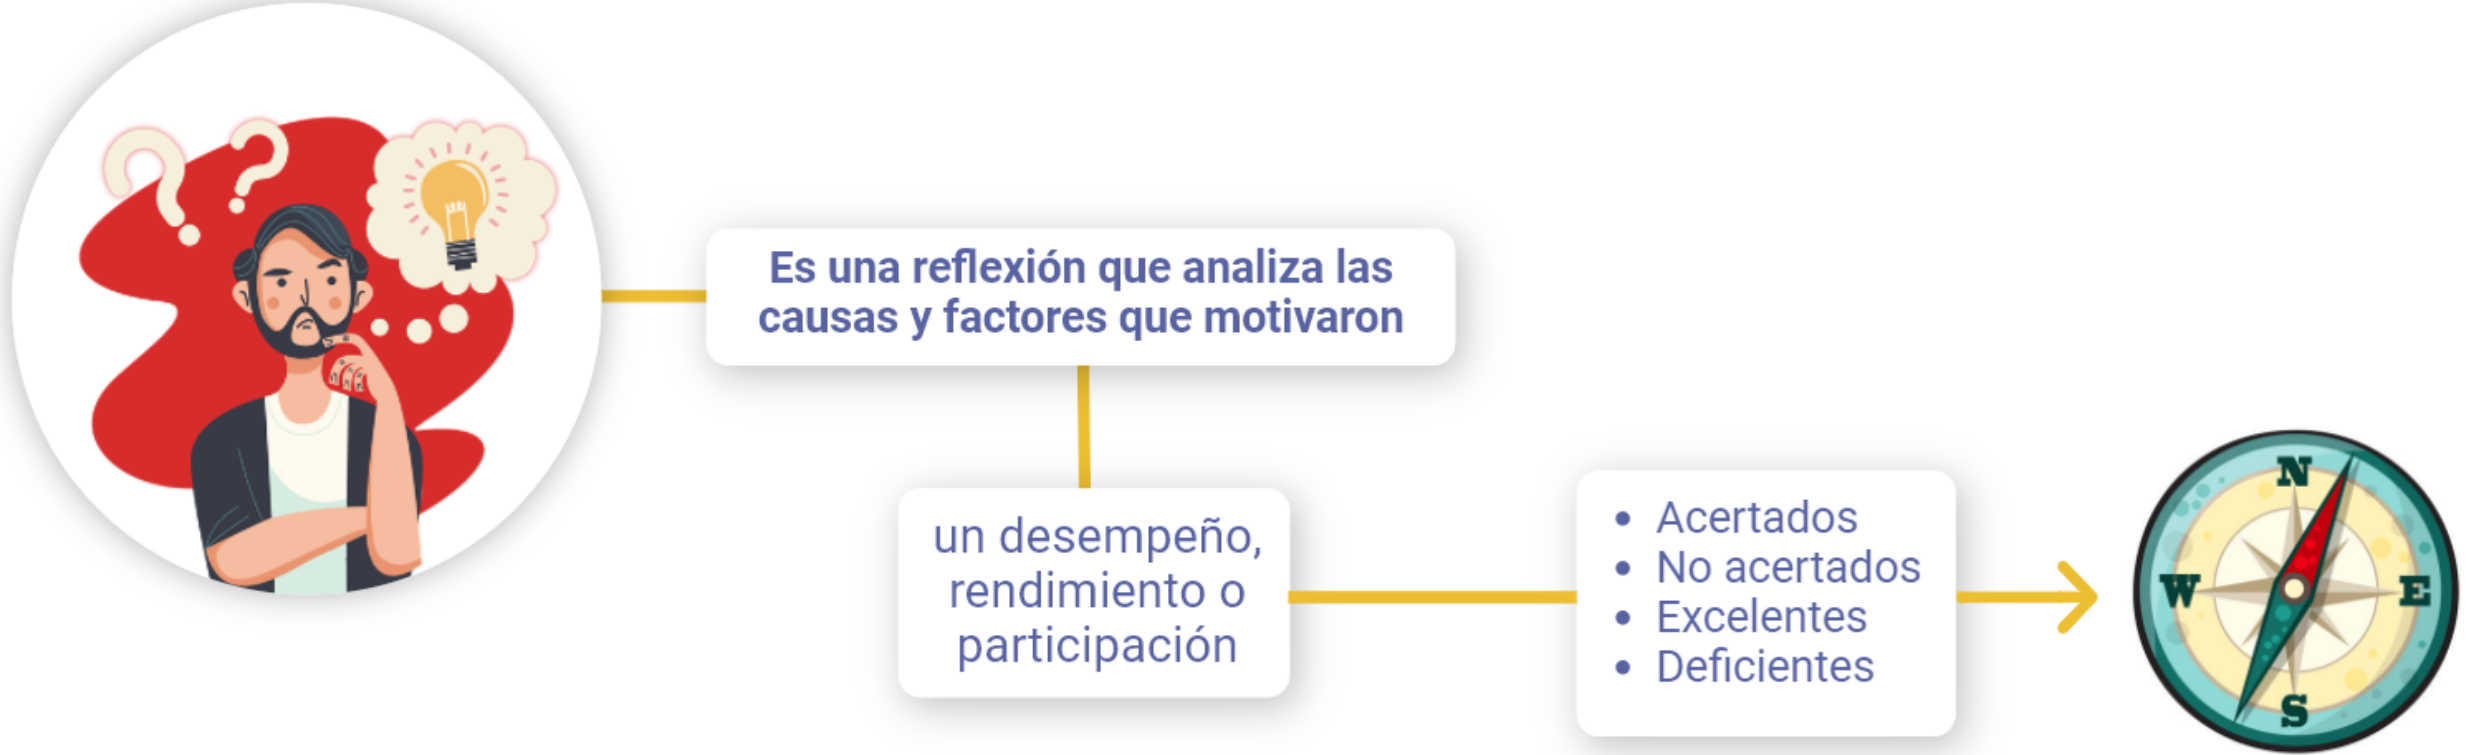 Es una reflexión que analiza las
causas y factores que motivaron
un desempeño,
rendimiento o
participación
• Acertados
• No acertados
• Excelentes
• Deficientes
N
W
E
S